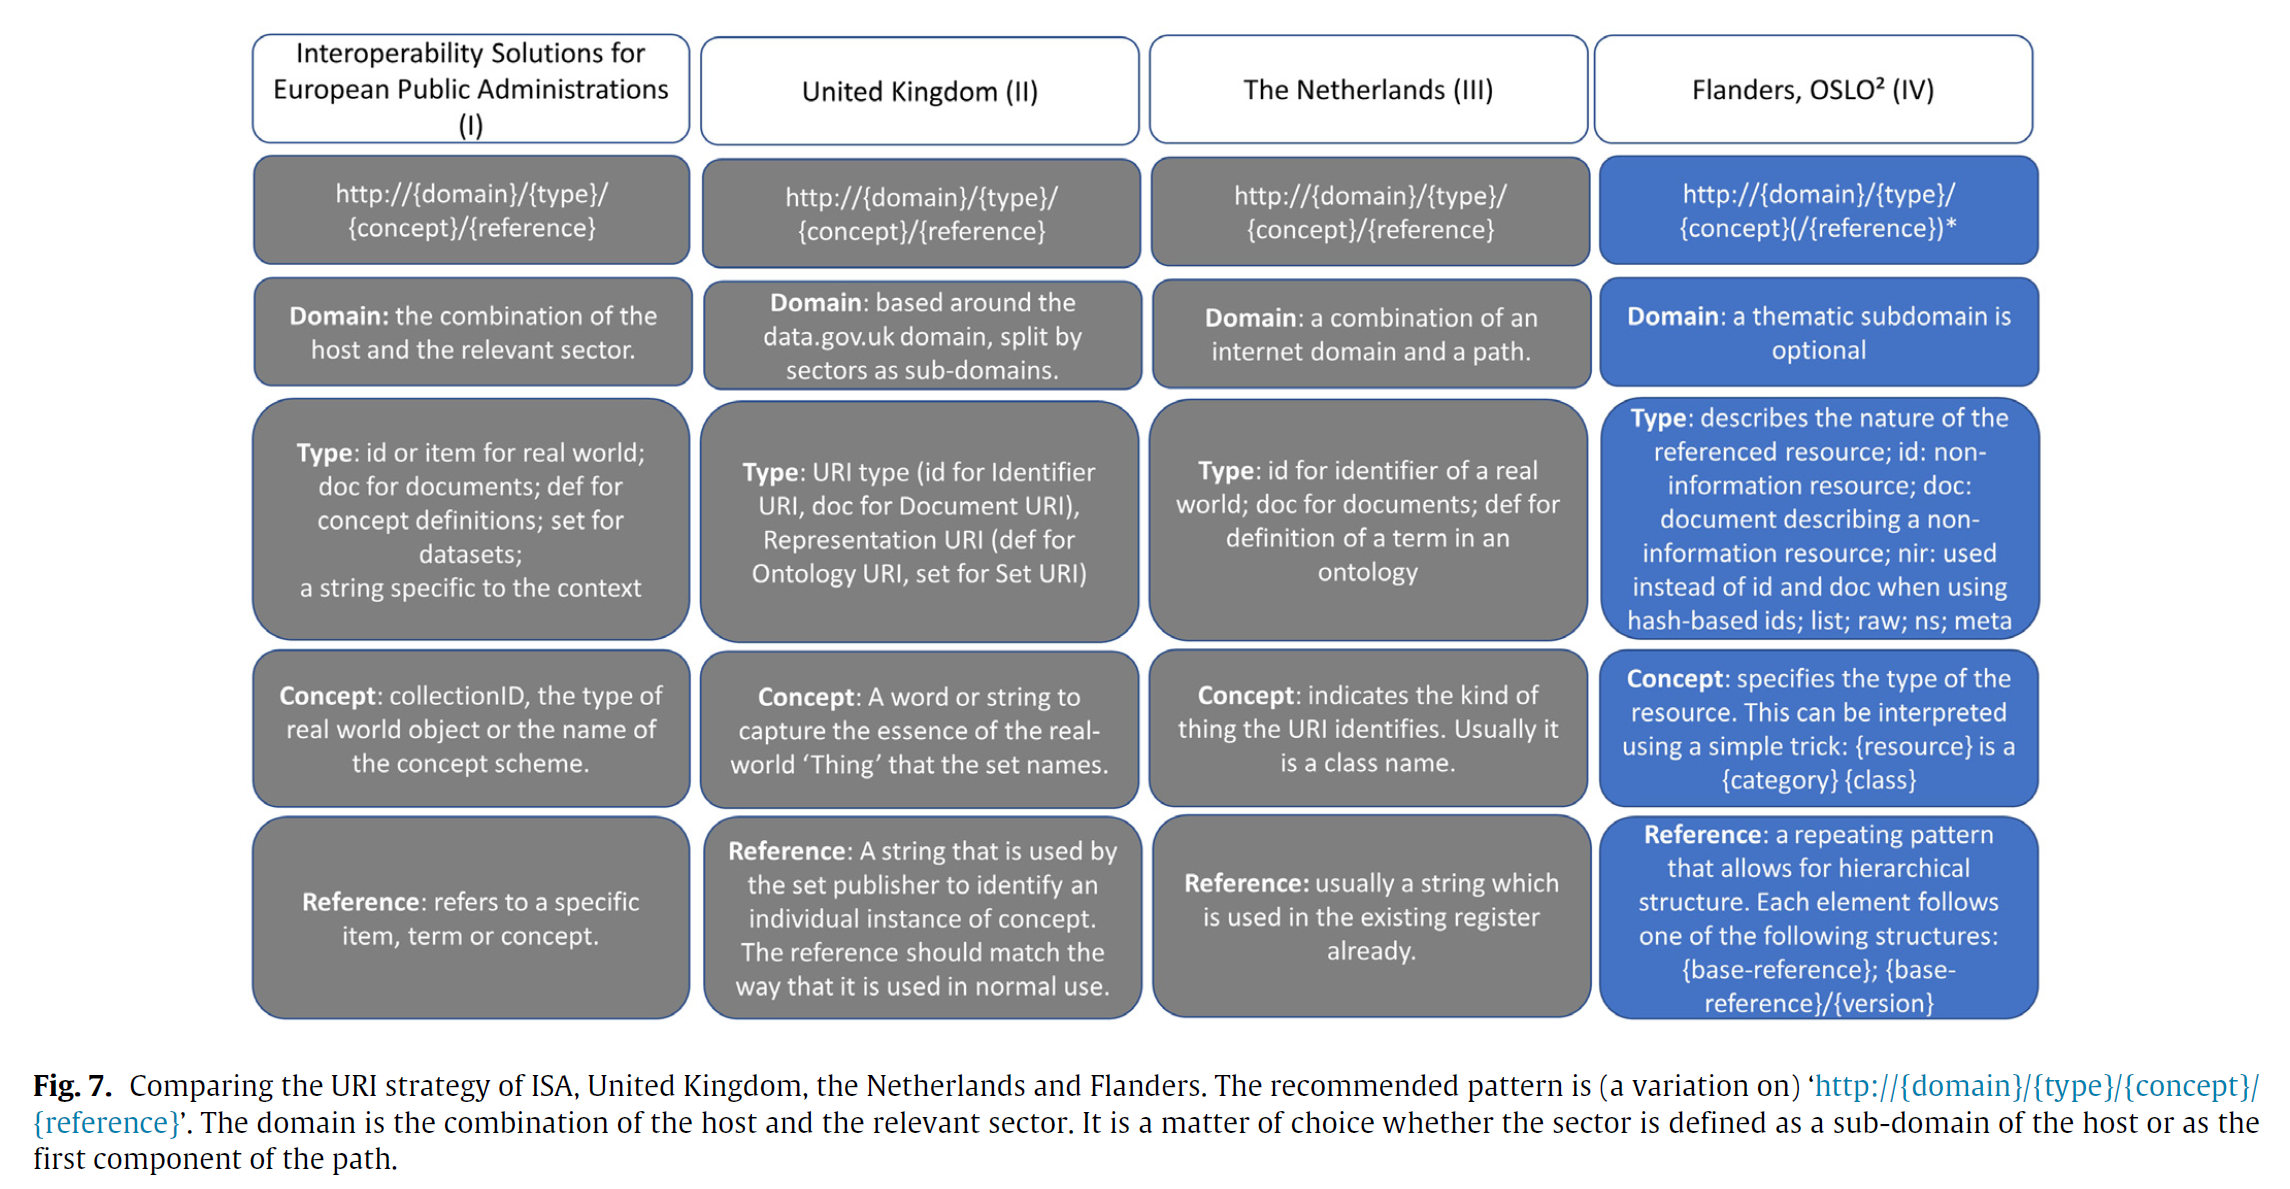 Interoperability Solutions for
European Public Administrations
(I)
United Kingdom (II)
The Netherlands (III)
Flanders, OSLO² (IV)
http://{domain}/{type}/
{concept}/{reference}
http://{domain}/{type}/
{concept}/{reference}
http://{domain}/{type}/
{concept}/{reference}
http://{domain}/{type}/
{concept}(/{reference})*
Domain: the combination of the
host and the relevant sector.
Domain: based around the
data.gov.uk domain, split by
sectors as sub-domains.
Domain: a combination of an
internet domain and a path.
Domain: a thematic subdomain is
optional
Type: id or item for real world;
doc for documents; def for
concept definitions; set for
datasets;
a string specific to the context
Type: URI type (id for Identifier
URI, doc for Document URI),
Representation URI (def for
Ontology URI, set for Set URI)
Type: id for identifier of a real
world; doc for documents; def for
definition of a term in an
ontology
Type: describes the nature of the
referenced resource; id: non-
information resource; doc:
document describing a non-
information resource; nir: used
instead of id and doc when using
hash-based ids; list; raw; ns; meta
Concept: collectionID, the type of
real world object or the name of
the concept scheme.
Concept: A word or string to
capture the essence of the real-
world ‘Thing’ that the set names.
Concept: indicates the kind of
thing the URI identifies. Usually it
is a class name.
Concept: specifies the type of the
resource. This can be interpreted
using a simple trick: {resource} is a
{category} {class}
Reference: refers to a specific
item, term or concept.
Reference: A string that is used by
the set publisher to identify an
individual instance of concept.
The reference should match the
way that it is used in normal use.
Reference: usually a string which
is used in the existing register
already.
Reference: a repeating pattern
that allows for hierarchical
structure. Each element follows
one of the following structures:
{base-reference}; {base-
reference}/{version}
Fig. 7. Comparing the URI strategy of ISA, United Kingdom, the Netherlands and Flanders. The recommended pattern is (a variation on) ‘http://{domain}/{type}/{concept}/
{reference}’. The domain is the combination of the host and the relevant sector. It is a matter of choice whether the sector is defined as a sub-domain of the host or as the
first component of the path.